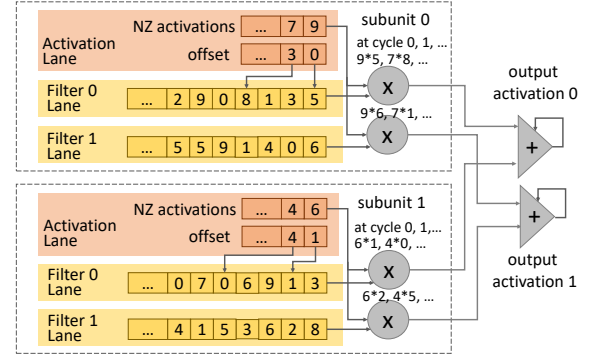 NZ activations ... 7 9
Activation
Lane
offset ... 3 0
subunit 0
at cycle 0, 1, ...
9*5, 7*8, ...
X
Filter 0
Lane
... 2 9 0 8 1 3 5
9*6, 7*1, ...
X
Filter 1
Lane
... 5 5 9 1 4 0 6
output
activation 0
+
NZ activations ... 4 6
Activation
Lane
offset ... 4 1
subunit 1
at cycle 0, 1,...
6*1, 4*0, ...
X
Filter 0
Lane
... 0 7 0 6 9 1 3
6*2, 4*5, ...
X
Filter 1
Lane
... 4 1 5 3 6 2 8
+
output
activation 1